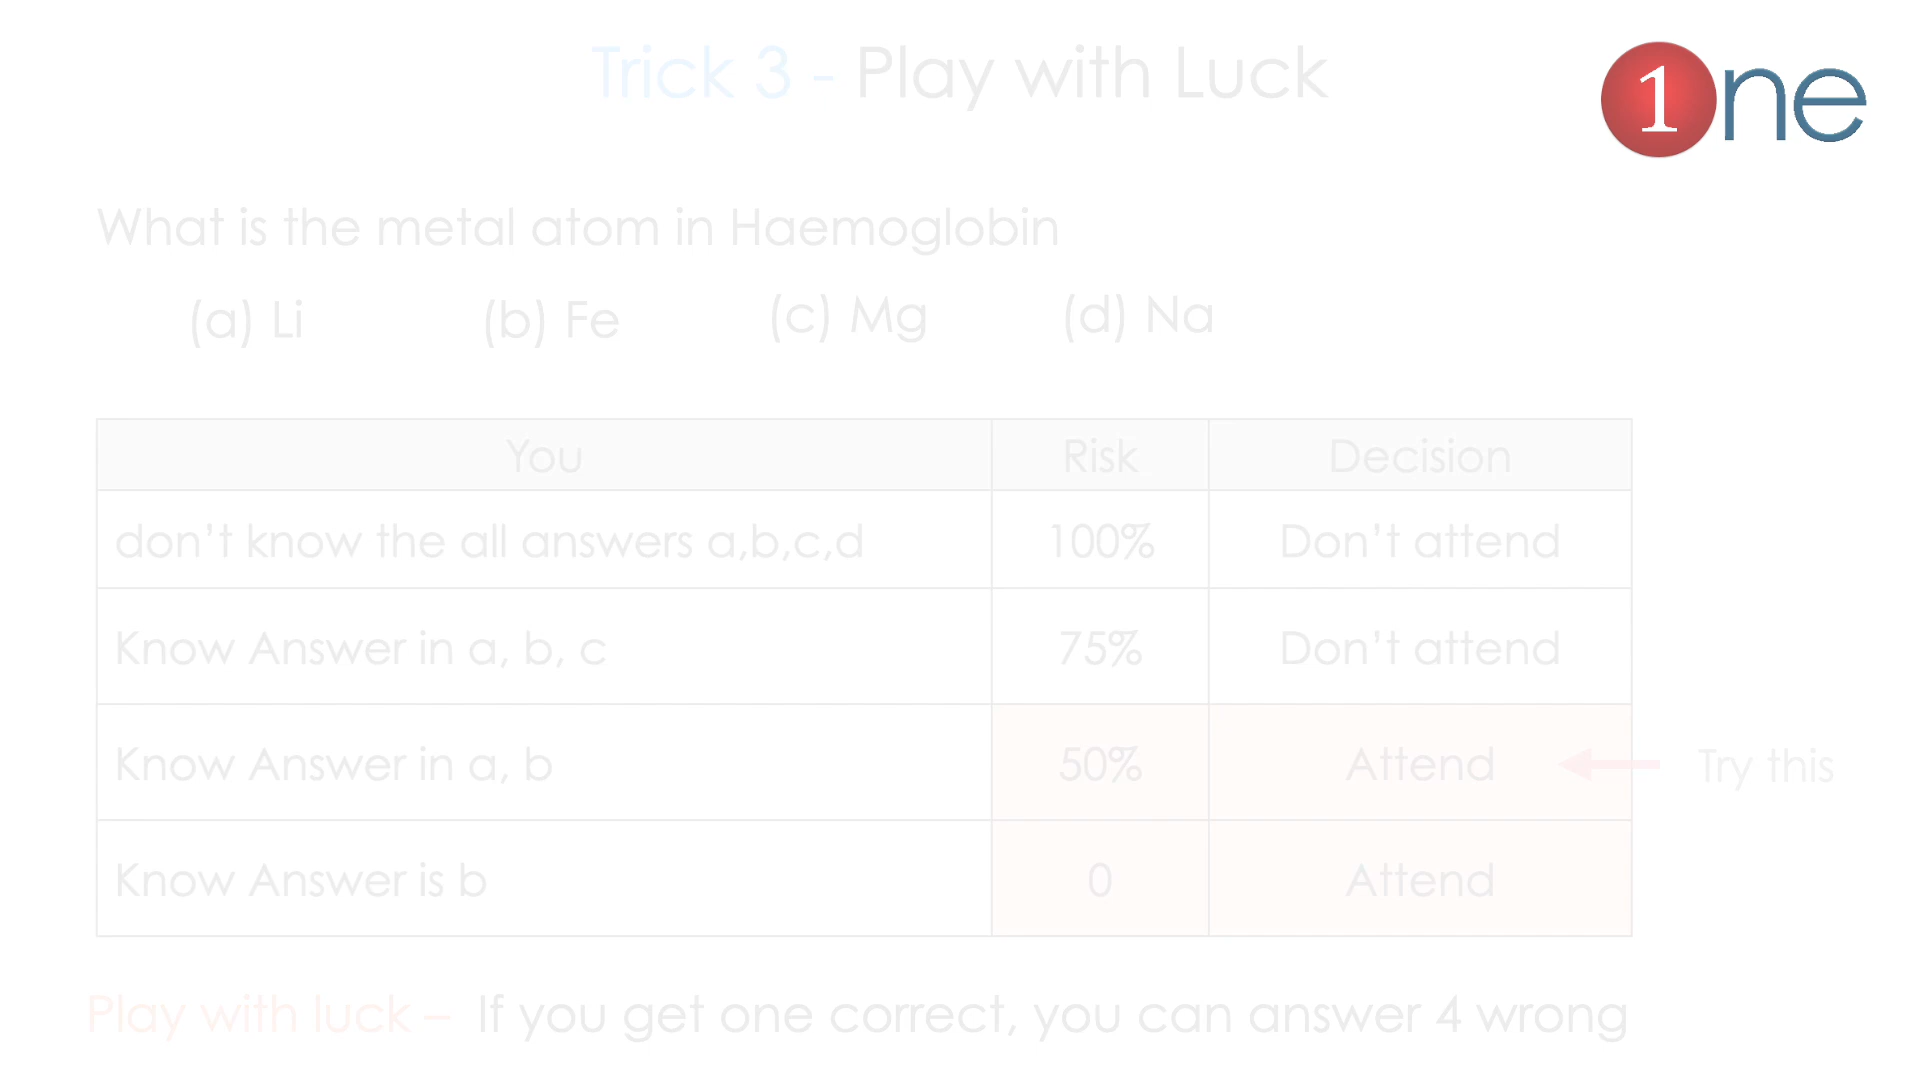 Trick 3 - Play with Luck
1ne
What is the metal atom in Haemoglobin
(a) Li (b) Fe (c) Mg (d) Na
You Risk Decision
don’t know the all answers a,b,c,d 100% Don’t attend
Know Answer in a, b, c 75% Don’t attend
Know Answer in a, b 50% Attend Try this
Know Answer is b 0 Attend
Play with luck – If you get one correct, you can answer 4 wrong